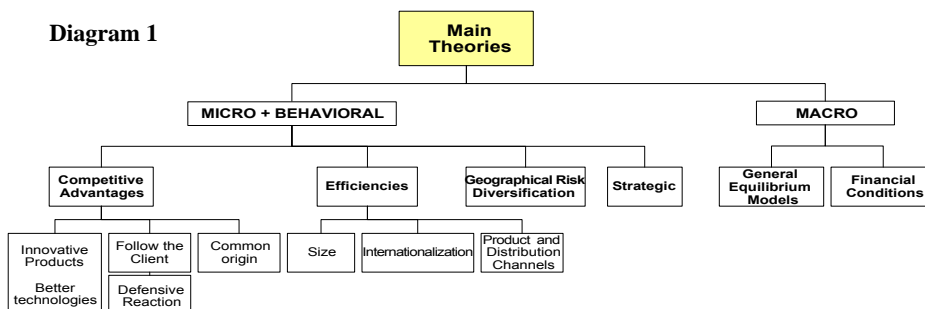 Diagram 1
Main
Theories
MICRO + BEHAVIORAL
MACRO
Competitive
Advantages
Efficiencies
Geographical Risk
Diversification
Strategic
General
Equilibrium
Models
Financial
Conditions
Innovative
Products
Better
technologies
Follow the
Client
Defensive
Reaction
Common
origin
Size
Internationalization
Product and
Distribution
Channels